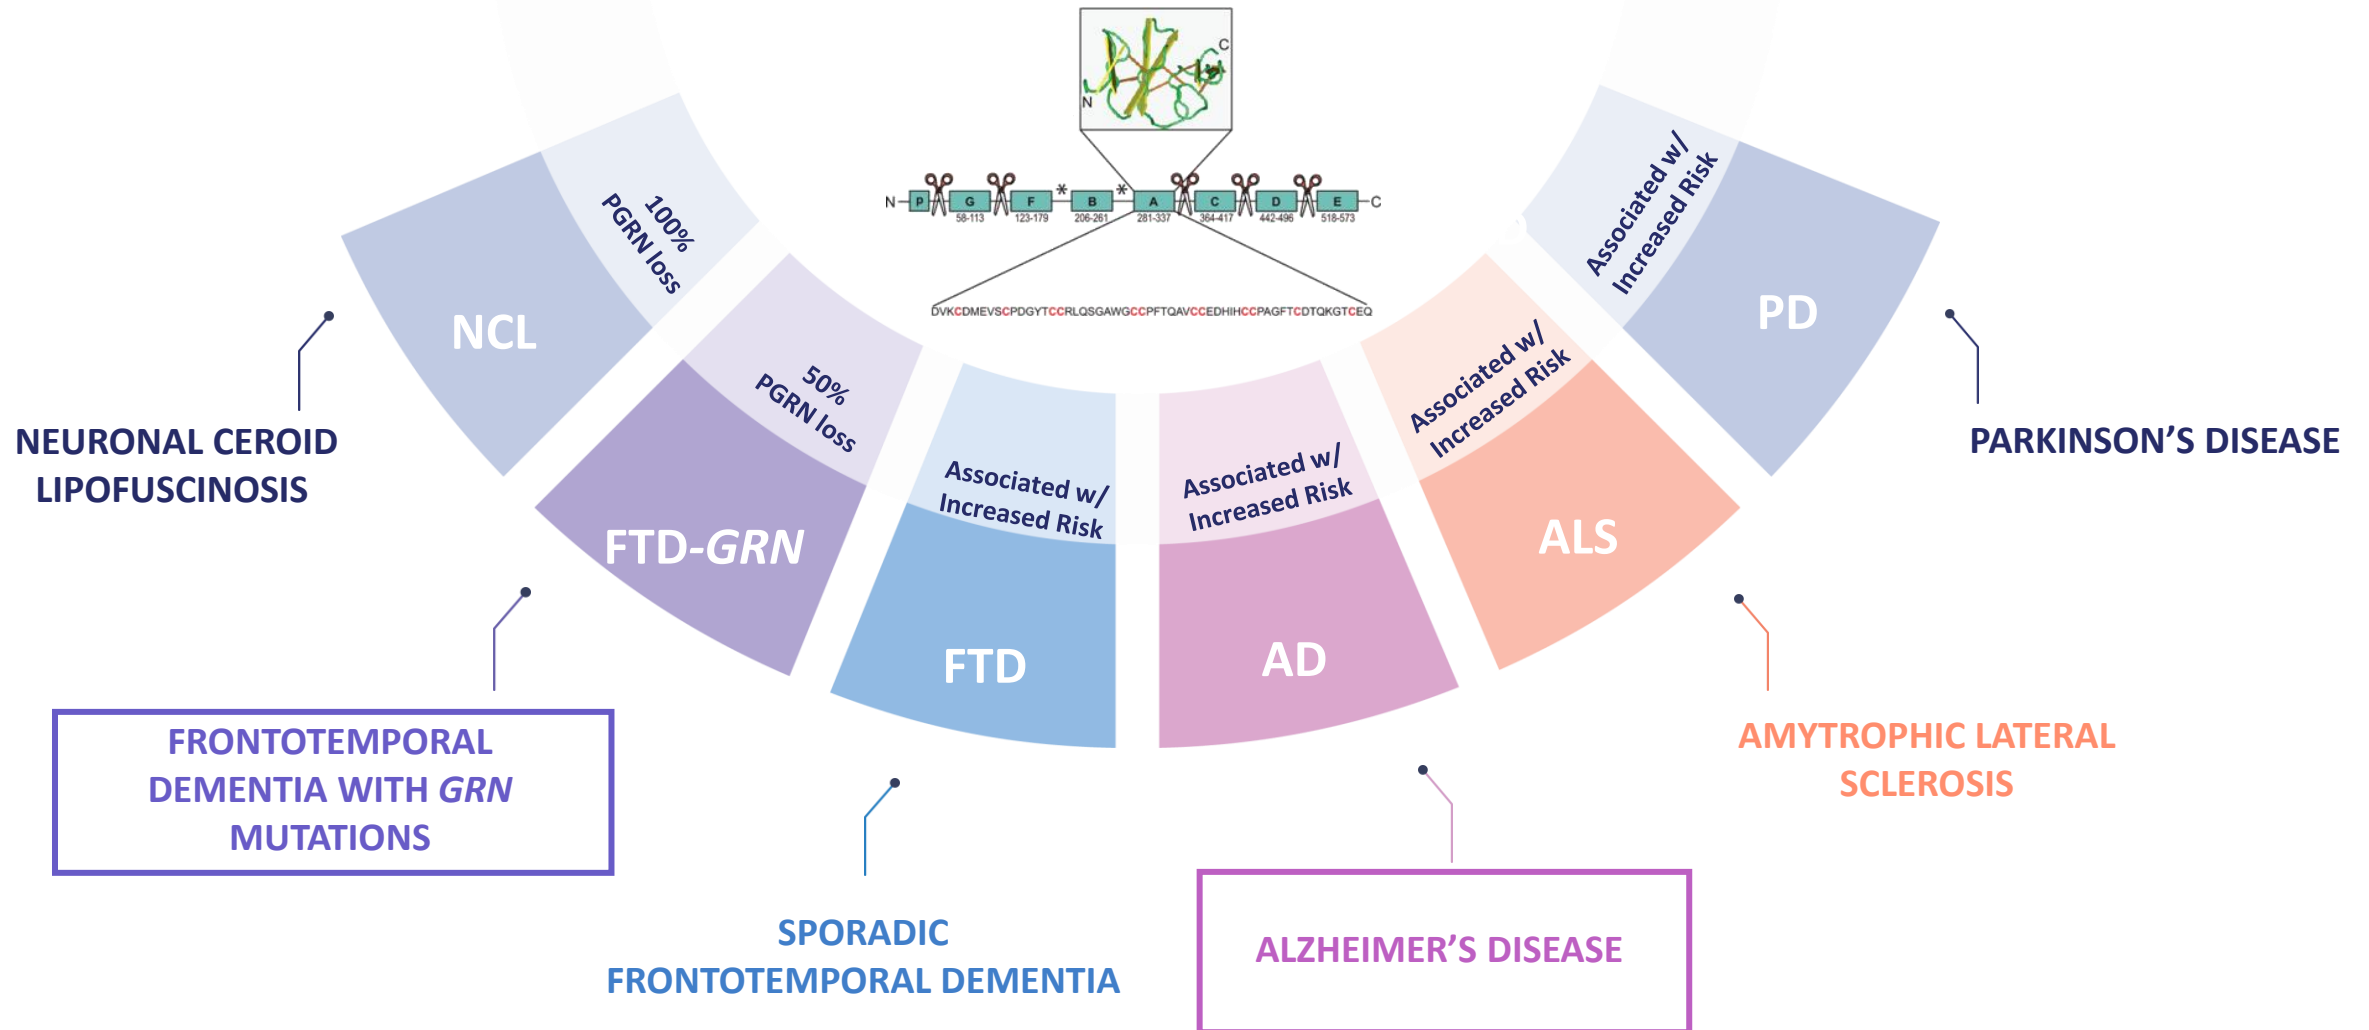 C
N
N
P
G
F
*
B
*
A
C
D
E
C
58-113
123-179
206-261
281-337
364-417
442-496
518-573
DVKCDMEVSCPDGYTCCRLQSGAWGCCPFTQAVCCEDHIHCCPAGFTCDTQKGTCEQ
100%
PGRN loss
NCL
NEURONAL CEROID
LIPOFUSCINOSIS
50%
PGRN loss
FTD-GRN
FRONTOTEMPORAL
DEMENTIA WITH GRN
MUTATIONS
Associated w/
Increased Risk
FTD
SPORADIC
FRONTOTEMPORAL DEMENTIA
Associated w/
Increased Risk
AD
ALZHEIMER’S DISEASE
Associated w/
Increased Risk
ALS
AMYTROPHIC LATERAL
SCLEROSIS
Associated w/
Increased Risk
PD
PARKINSON’S DISEASE